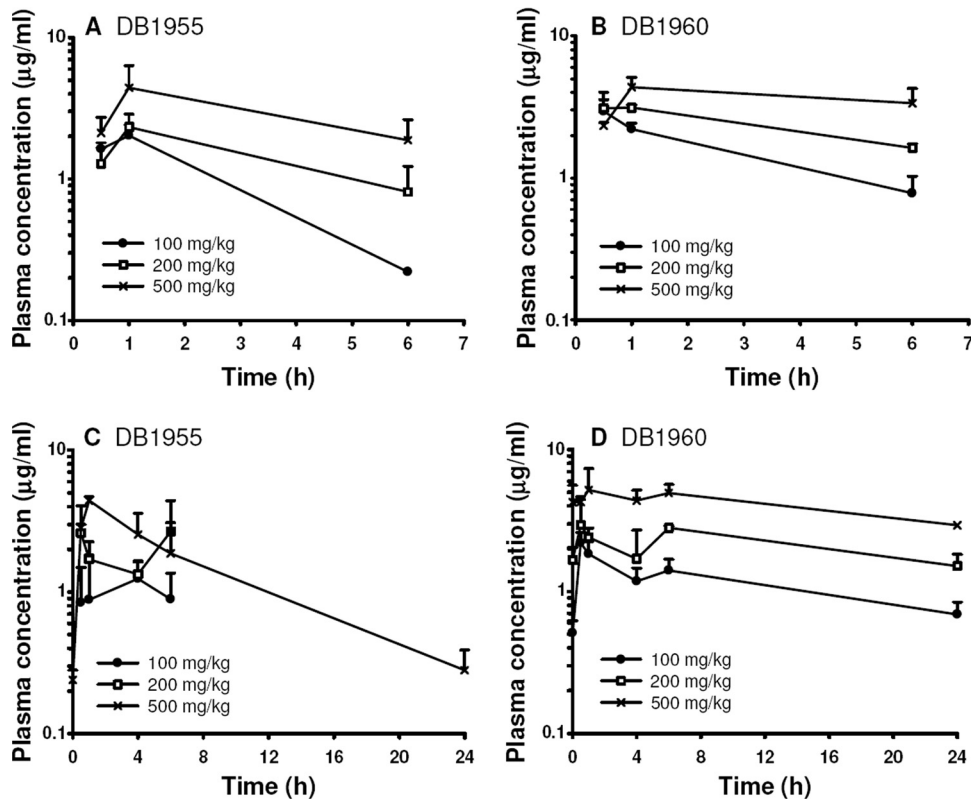 A DB1955
Plasma concentration (μg/ml)
10
1
0.1
100 mg/kg
200 mg/kg
500 mg/kg
0 1 2 3 4 5 6 7
Time (h)
B DB1960
Plasma concentration (μg/ml)
10
1
0.1
100 mg/kg
200 mg/kg
500 mg/kg
0 1 2 3 4 5 6 7
Time (h)
C DB1955
Plasma concentration (μg/ml)
10
1
0.1
100 mg/kg
200 mg/kg
500 mg/kg
0 4 8 12 16 20 24
Time (h)
D DB1960
Plasma concentration (μg/ml)
10
1
0.1
100 mg/kg
200 mg/kg
500 mg/kg
0 4 8 12 16 20 24
Time (h)